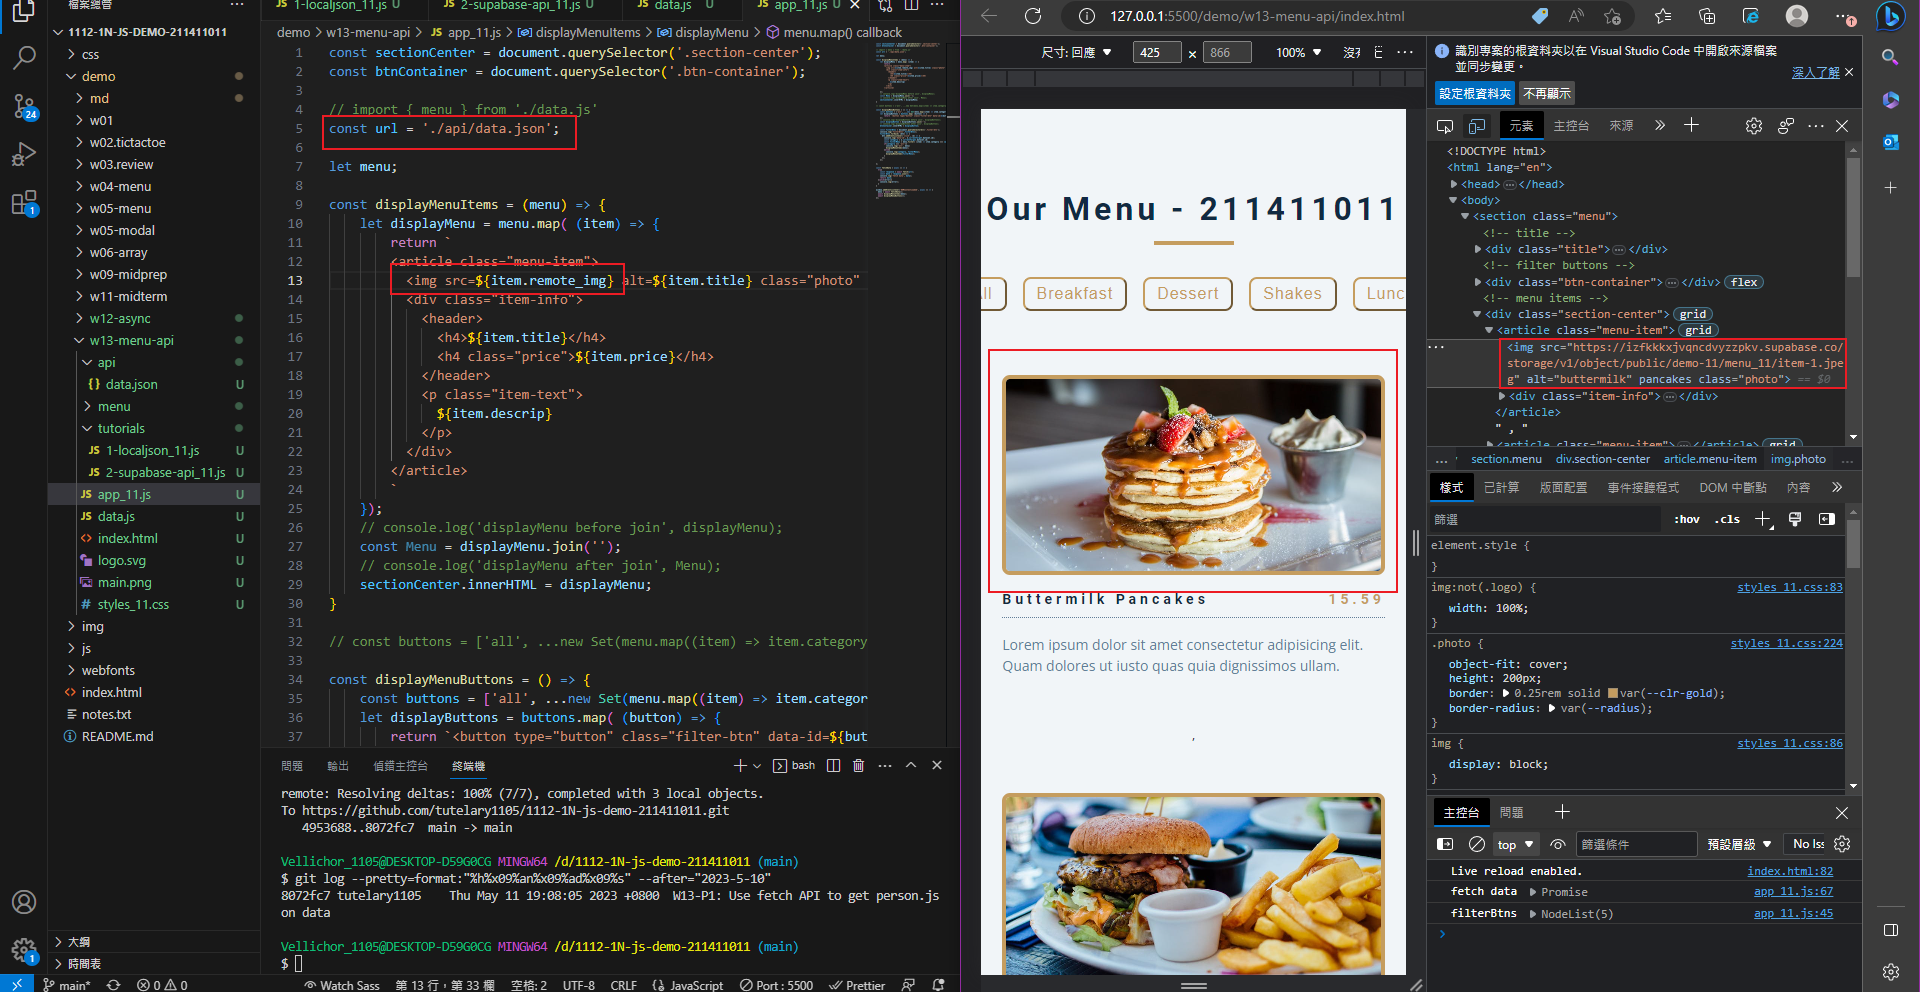 檔案總管
1112-1N-JS-DEMO-211411011
css
demo
md
w01
w02.tictactoe
w03.review
w04-menu
w05-menu
w05-modal
w06-array
w09-midprep
w11-midterm
w12-async
w13-menu-api
api
{} data.json U
menu
tutorials
JS 1-localjson_11.js U
JS 2-supabase-api_11.js U
JS app_11.js U
JS data.js U
<> index.html U
logo.svg U
main.png U
# styles_11.css U
img
js
webfonts
<> index.html
notes.txt
README.md
大綱
時間表
24
1
1
JS 1-localjson_11.js U
JS 2-supabase-api_11.js U
JS data.js U
JS app_11.js U
demo > w13-menu-api > JS app_11.js > displayMenuItems > displayMenu > menu.map() callback
1 const sectionCenter = document.querySelector('.section-center');
2 const btnContainer = document.querySelector('.btn-container');
3
4 // import { menu } from './data.js'
5 const url = './api/data.json';
6
7 let menu;
8
9 const displayMenuItems = (menu) => {
10 let displayMenu = menu.map( (item) => {
11 return `
12 <article class="menu-item">
13 <img src=${item.remote_img} alt=${item.title} class="photo"
14 <div class="item-info">
15 <header>
16 <h4>${item.title}</h4>
17 <h4 class="price">${item.price}</h4>
18 </header>
19 <p class="item-text">
20 ${item.descrip}
21 </p>
22 </div>
23 </article>
24 `
25 });
26 // console.log('displayMenu before join', displayMenu);
27 const Menu = displayMenu.join('');
28 // console.log('displayMenu after join', Menu);
29 sectionCenter.innerHTML = displayMenu;
30 }
31
32 // const buttons = ['all', ...new Set(menu.map((item) => item.category
33
34 const displayMenuButtons = () => {
35 const buttons = ['all', ...new Set(menu.map((item) => item.categor
36 let displayButtons = buttons.map( (button) => {
37 return `<button type="button" class="filter-btn" data-id=${but
問題 輸出 偵錯主控台 終端機
bash
remote: Resolving deltas: 100% (7/7), completed with 3 local objects.
To https://github.com/tutelary1105/1112-1N-js-demo-211411011.git
4953688..8072fc7 main -> main
Vellichor_1105@DESKTOP-D59G0CG MINGW64 /d/1112-1N-js-demo-211411011 (main)
$ git log --pretty=format:"%h%x09%an%x09%ad%x09%s" --after="2023-5-10"
8072fc7 tutelary1105 Thu May 11 19:08:05 2023 +0800 W13-P1: Use fetch API to get person.js
on data
Vellichor_1105@DESKTOP-D59G0CG MINGW64 /d/1112-1N-js-demo-211411011 (main)
$
main* 0 0 Watch Sass 第 13 行，第 33 欄 空格: 2 UTF-8 CRLF {} JavaScript Port : 5500 Prettier
127.0.0.1:5500/demo/w13-menu-api/index.html
尺寸: 回應 425 × 866 100%
Our Menu - 211411011
Breakfast Dessert Shakes Lunc
Buttermilk Pancakes 15.59
Lorem ipsum dolor sit amet consectetur adipisicing elit.
Quam dolores ut iusto quas quia dignissimos ullam.
,
識別專案的根資料夾以在 Visual Studio Code 中開啟來源檔案
並同步變更。
深入了解
設定根資料夾 不再顯示
元素 主控台 來源
<!DOCTYPE html>
<html lang="en">
<head> </head>
<body>
<section class="menu">
<!-- title -->
<div class="title"> </div>
<!-- filter buttons -->
<div class="btn-container"> </div> flex
<!-- menu items -->
<div class="section-center"> grid
<article class="menu-item"> grid
<img src="https://izfkkkxjvqncdvyzzpkv.supabase.co/
storage/v1/object/public/demo-11/menu_11/item-1.jpe
g" alt="buttermilk" pancakes class="photo"> == $0
<div class="item-info"> </div>
</article>
" , "
<article class="menu-item"> </article> grid
... section.menu div.section-center article.menu-item img.photo ...
樣式 已計算 版面配置 事件接聽程式 DOM 中斷點 內容
篩選 :hov .cls
element.style {
}
img:not(.logo) { styles_11.css:83
width: 100%;
}
.photo { styles_11.css:224
object-fit: cover;
height: 200px;
border: 0.25rem solid var(--clr-gold);
border-radius: var(--radius);
}
img { styles_11.css:86
display: block;
}
主控台 問題
top 篩選條件 預設層級 No Iss
Live reload enabled. index.html:82
fetch data Promise app_11.js:67
filterBtns NodeList(5) app_11.js:45